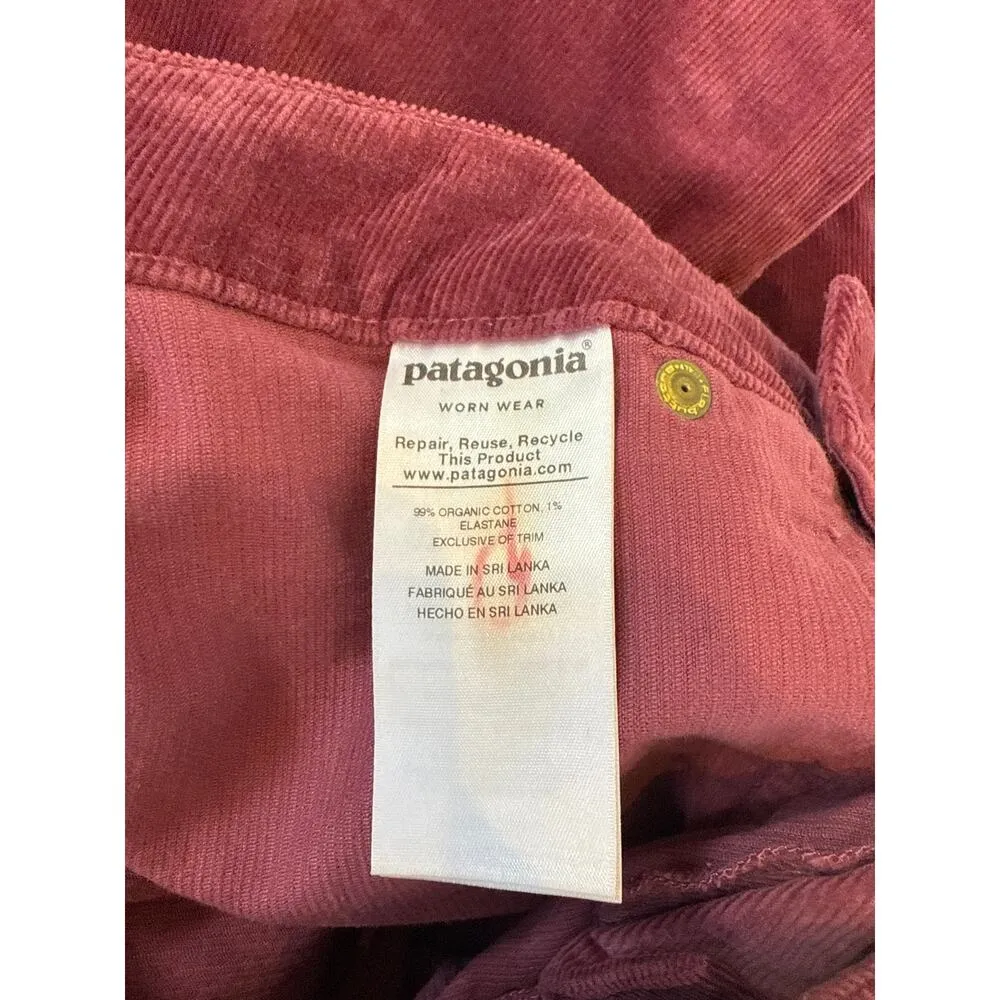 patagonia®
WORN WEAR
Repair, Reuse, Recycle
This Product
www.patagonia.com
99% ORGANIC COTTON, 1%
ELASTANE
EXCLUSIVE OF TRIM
MADE IN SRI LANKA
FABRIQUÉ AU SRI LANKA
HECHO EN SRI LANKA